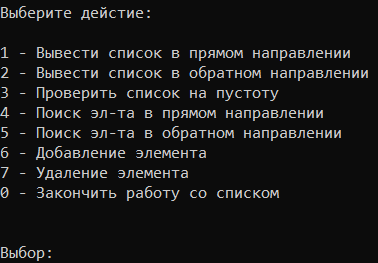 Выберите дейстие:
1 - Вывести список в прямом направлении
2 - Вывести список в обратном направлении
3 - Проверить список на пустоту
4 - Поиск эл-та в прямом направлении
5 - Поиск эл-та в обратном направлении
6 - Добавление элемента
7 - Удаление элемента
0 - Закончить работу со списком
Выбор: